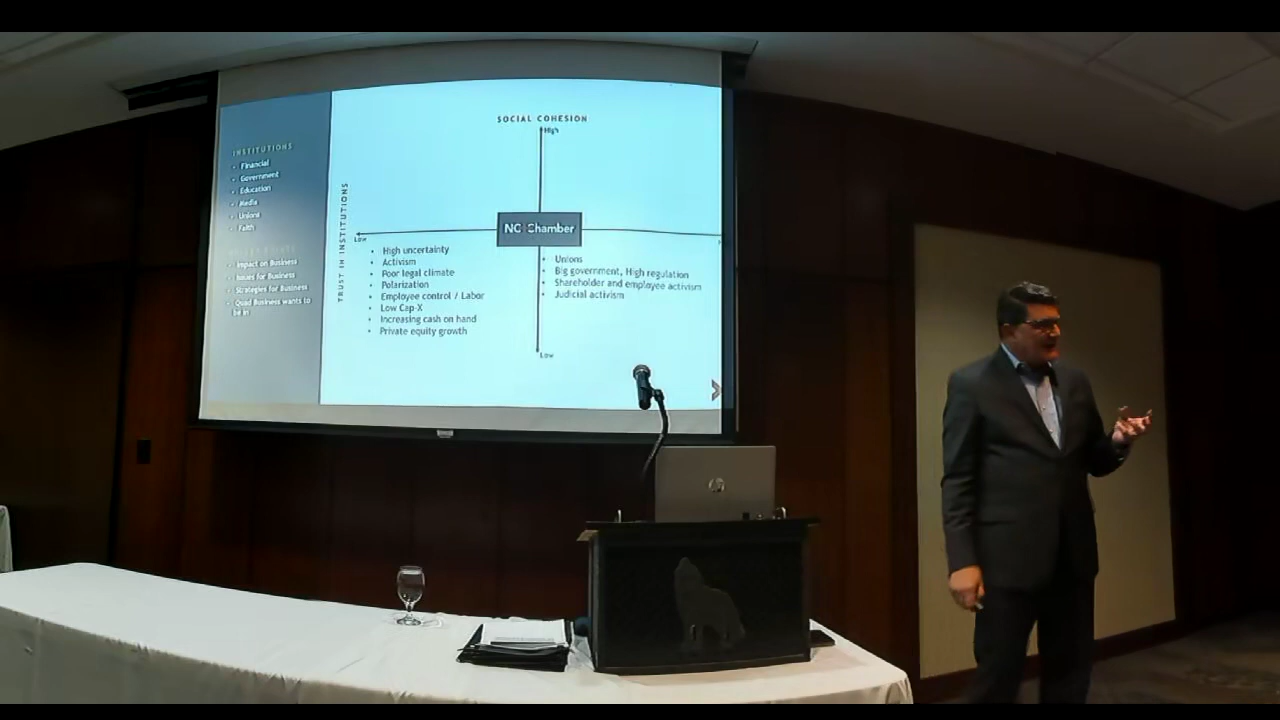 INSTITUTIONS
• Financial
• Government
• Education
• Media
• Unions
• Faith
• Impact on Business
• Issues for Business
• Strategies for Business
• Quad Business wants to
be in
SOCIAL COHESION
High
TRUST IN INSTITUTIONS
Low
NC Chamber
• High uncertainty
• Activism
• Poor legal climate
• Polarization
• Employee control / Labor
• Low Cap-X
• Increasing cash on hand
• Private equity growth
• Unions
• Big government, High regulation
• Shareholder and employee activism
• Judicial activism
Low
hp